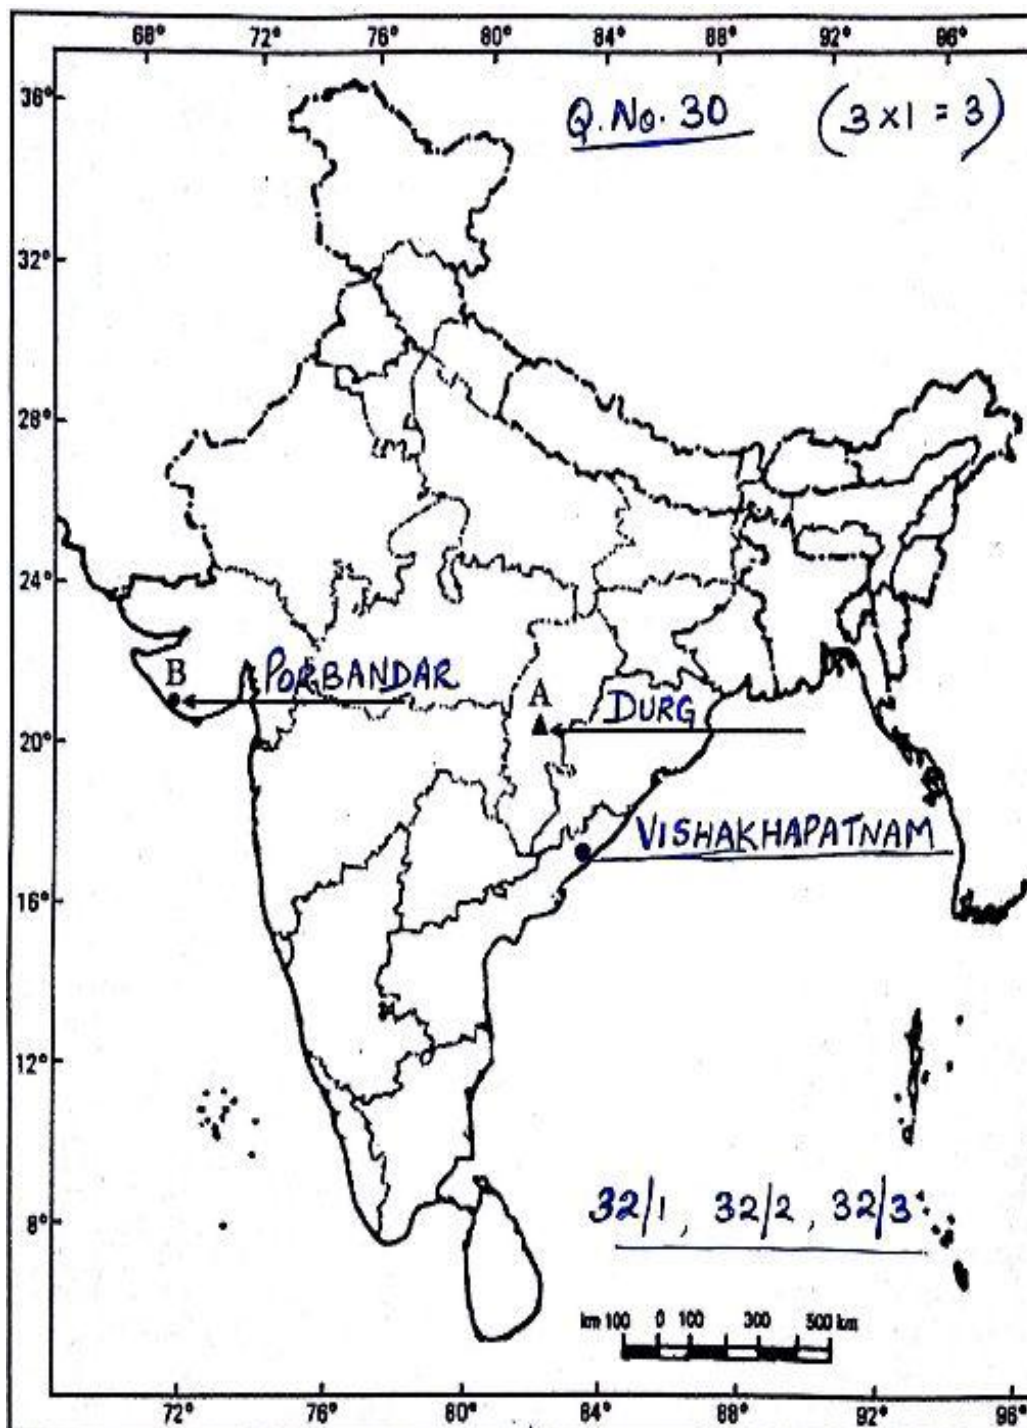 68° 72° 76° 80° 84° 88° 92° 96°
36°
Q. No. 30 (3 x 1 = 3)
32°
28°
24°
B PORBANDAR
A DURG
20°
VISHAKHAPATNAM
16°
12°
32/1, 32/2, 32/3
8°
km 100 0 100 300 500 km
72° 76° 80° 84° 88° 92° 96°